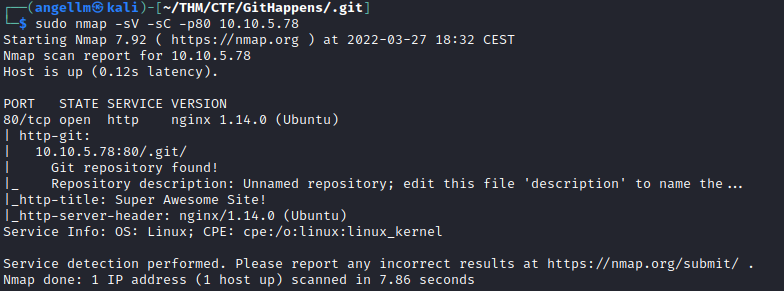 ┌──(angellm㉿kali)-[~/THM/CTF/GitHappens/.git]
└─$ sudo nmap -sV -sC -p80 10.10.5.78
Starting Nmap 7.92 ( https://nmap.org ) at 2022-03-27 18:32 CEST
Nmap scan report for 10.10.5.78
Host is up (0.12s latency).

PORT   STATE SERVICE VERSION
80/tcp open  http    nginx 1.14.0 (Ubuntu)
| http-git:
|   10.10.5.78:80/.git/
|     Git repository found!
|_    Repository description: Unnamed repository; edit this file 'description' to name the...
|_http-title: Super Awesome Site!
|_http-server-header: nginx/1.14.0 (Ubuntu)
Service Info: OS: Linux; CPE: cpe:/o:linux:linux_kernel

Service detection performed. Please report any incorrect results at https://nmap.org/submit/ .
Nmap done: 1 IP address (1 host up) scanned in 7.86 seconds